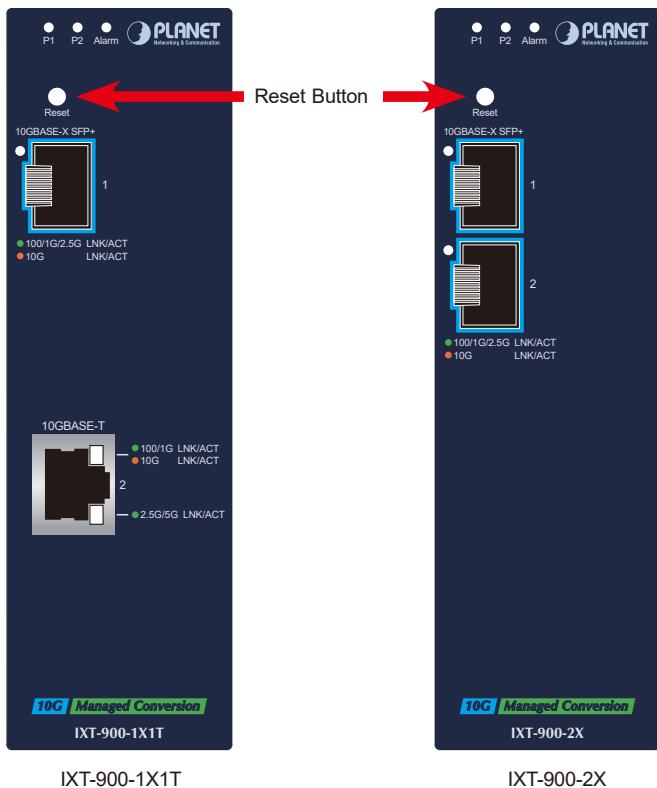 P1 P2 Alarm PLANET
Networking & Communication
Reset
10GBASE-X SFP+
1
100/1G/2.5G LNK/ACT
10G LNK/ACT
10GBASE-T
100/1G LNK/ACT
10G LNK/ACT
2
2.5G/5G LNK/ACT
10G Managed Conversion
IXT-900-1X1T
IXT-900-1X1T
Reset Button
P1 P2 Alarm PLANET
Networking & Communication
Reset
10GBASE-X SFP+
1
2
100/1G/2.5G LNK/ACT
10G LNK/ACT
10G Managed Conversion
IXT-900-2X
IXT-900-2X